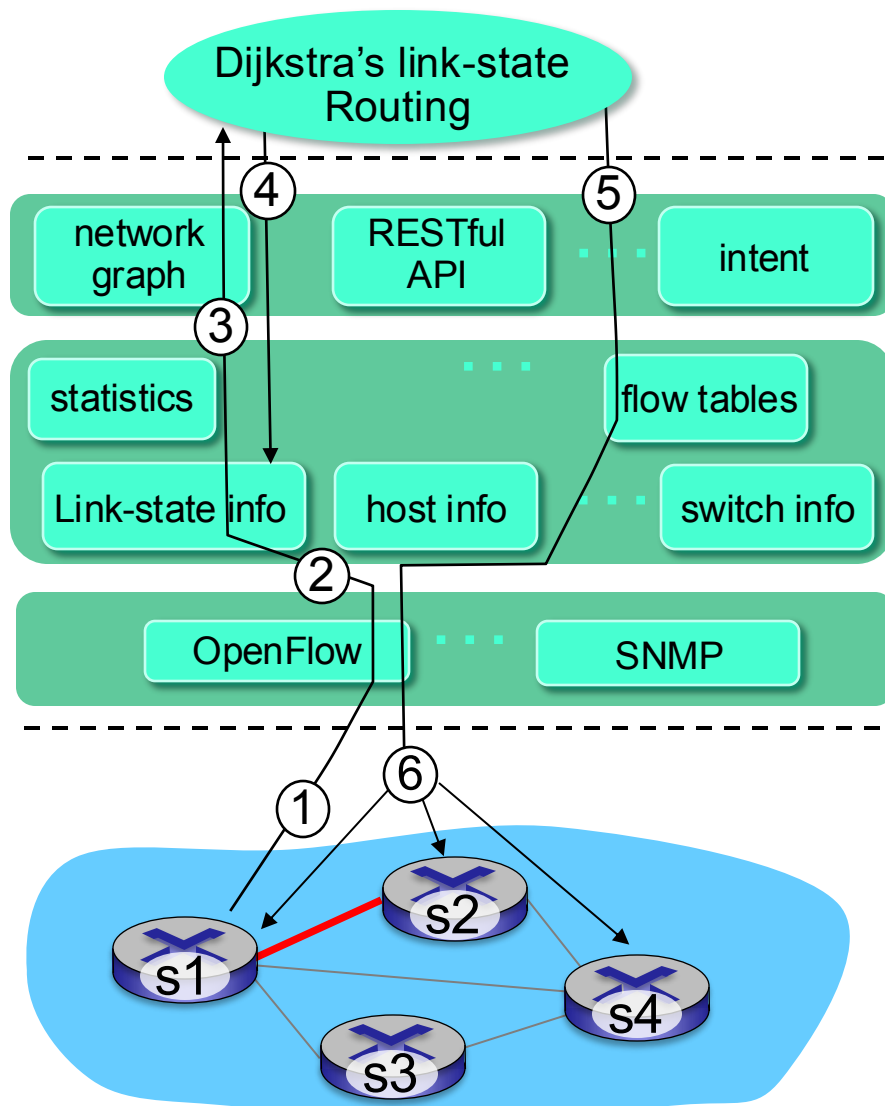 Dijkstra's link-state
Routing
4
5
network
graph
RESTful
API
. . .
intent
3
. . .
statistics
flow tables
Link-state info
host info
. . .
switch info
2
OpenFlow
. . .
SNMP
6
1
s2
s1
s4
s3